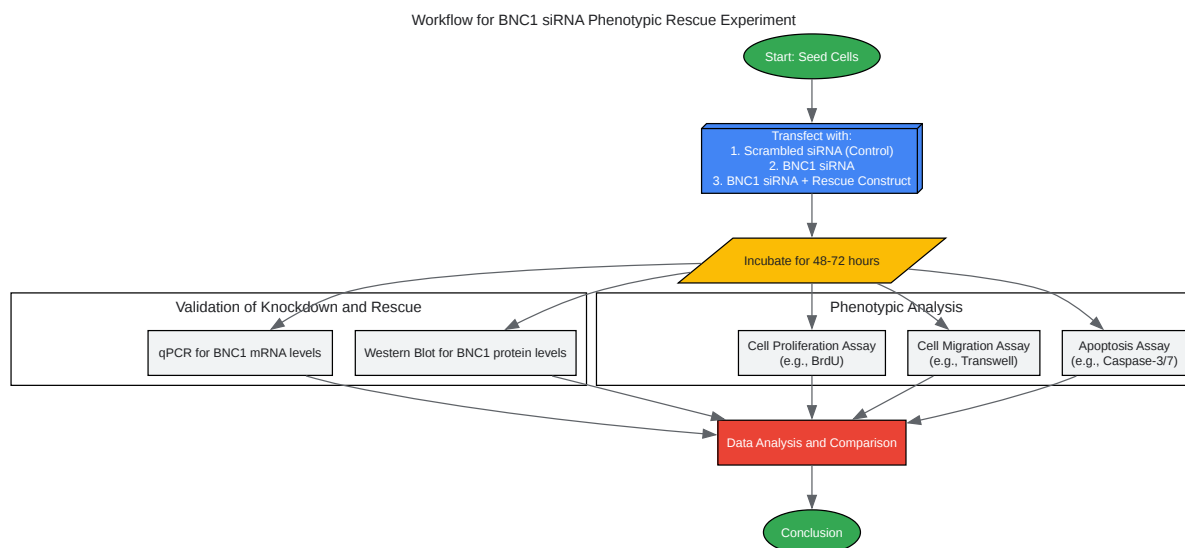 Workflow for BNC1 siRNA Phenotypic Rescue Experiment
Start: Seed Cells
Transfect with:
1. Scrambled siRNA (Control)
2. BNC1 siRNA
3. BNC1 siRNA + Rescue Construct
Incubate for 48-72 hours
Validation of Knockdown and Rescue
qPCR for BNC1 mRNA levels
Western Blot for BNC1 protein levels
Phenotypic Analysis
Cell Proliferation Assay
(e.g., BrdU)
Cell Migration Assay
(e.g., Transwell)
Apoptosis Assay
(e.g., Caspase-3/7)
Data Analysis and Comparison
Conclusion